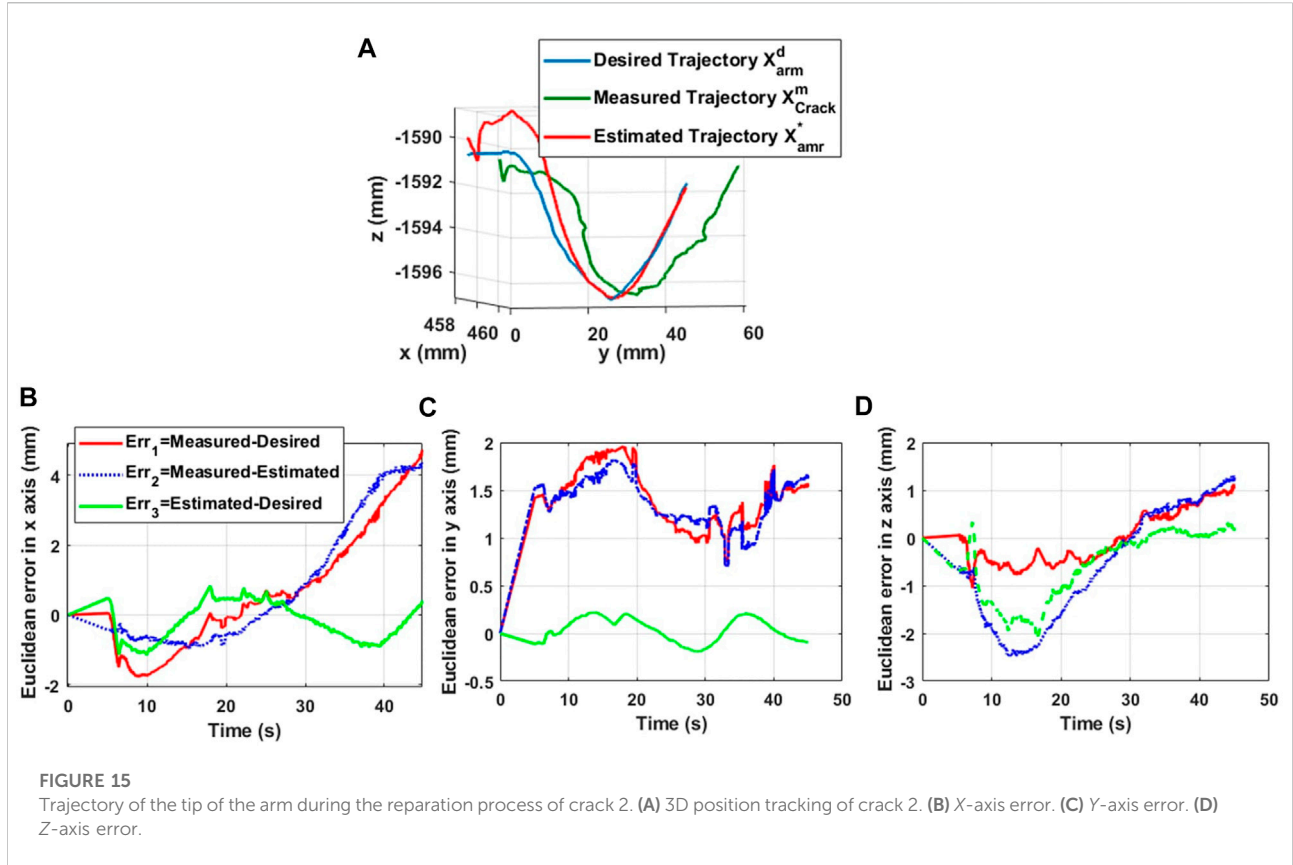 A
Desired Trajectory X^d_arm
Measured Trajectory X^m_Crack
Estimated Trajectory X^*_amr
-1590
-1592
-1594
-1596
z (mm)
458
460
0
20
40
60
x (mm)
y (mm)
B
Err_1=Measured-Desired
Err_2=Measured-Estimated
Err_3=Estimated-Desired
Euclidean error in x axis (mm)
4
2
0
-2
0
10
20
30
40
Time (s)
C
Euclidean error in y axis (mm)
2
1.5
1
0.5
0
-0.5
0
10
20
30
40
50
Time (s)
D
Euclidean error in z axis (mm)
2
1
0
-1
-2
-3
0
10
20
30
40
50
Time (s)
FIGURE 15
Trajectory of the tip of the arm during the reparation process of crack 2. (A) 3D position tracking of crack 2. (B) X-axis error. (C) Y-axis error. (D)
Z-axis error.